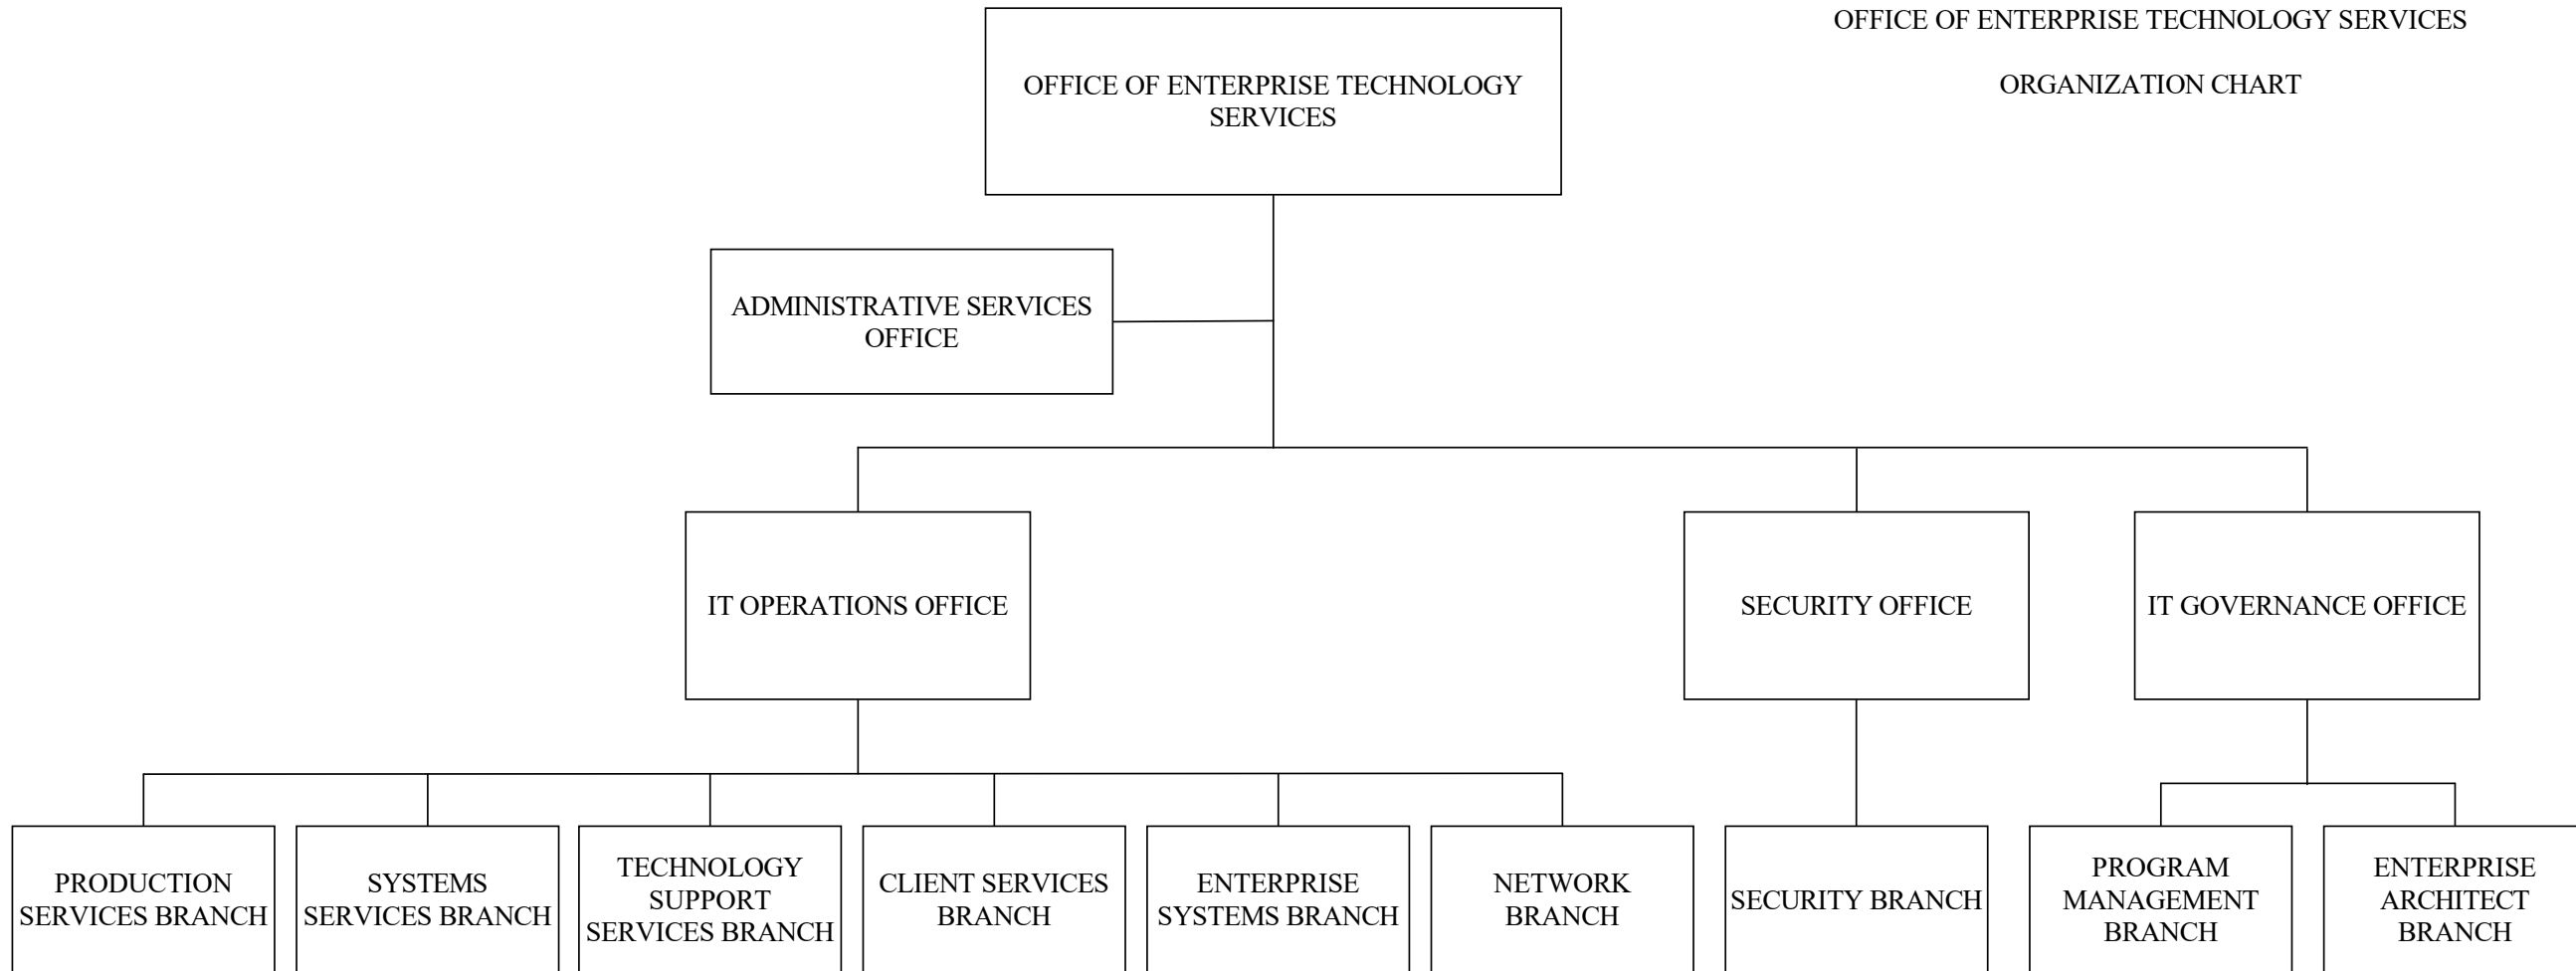 OFFICE OF ENTERPRISE TECHNOLOGY SERVICES
ORGANIZATION CHART
OFFICE OF ENTERPRISE TECHNOLOGY
SERVICES
ADMINISTRATIVE SERVICES
OFFICE
IT OPERATIONS OFFICE
SECURITY OFFICE
IT GOVERNANCE OFFICE
PRODUCTION
SERVICES BRANCH
SYSTEMS
SERVICES BRANCH
TECHNOLOGY
SUPPORT
SERVICES BRANCH
CLIENT SERVICES
BRANCH
ENTERPRISE
SYSTEMS BRANCH
NETWORK
BRANCH
SECURITY BRANCH
PROGRAM
MANAGEMENT
BRANCH
ENTERPRISE
ARCHITECT
BRANCH